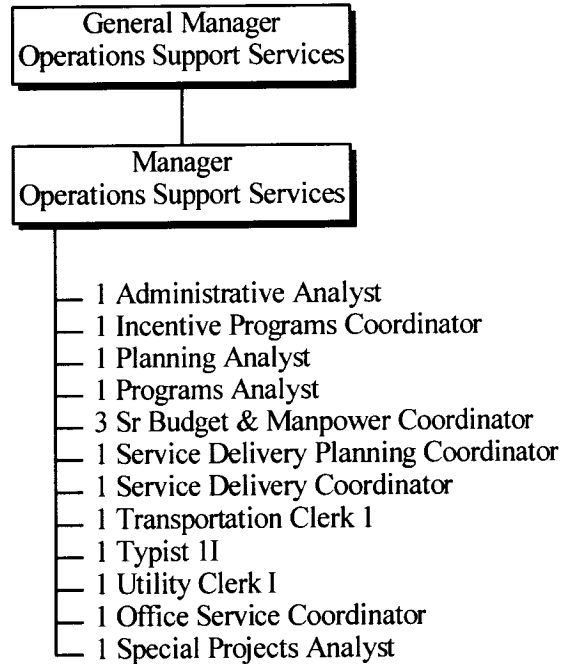 General Manager
Operations Support Services
Manager
Operations Support Services
1 Administrative Analyst
1 Incentive Programs Coordinator
1 Planning Analyst
1 Programs Analyst
3 Sr Budget & Manpower Coordinator
1 Service Delivery Planning Coordinator
1 Service Delivery Coordinator
1 Transportation Clerk 1
1 Typist 1I
1 Utility Clerk I
1 Office Service Coordinator
1 Special Projects Analyst